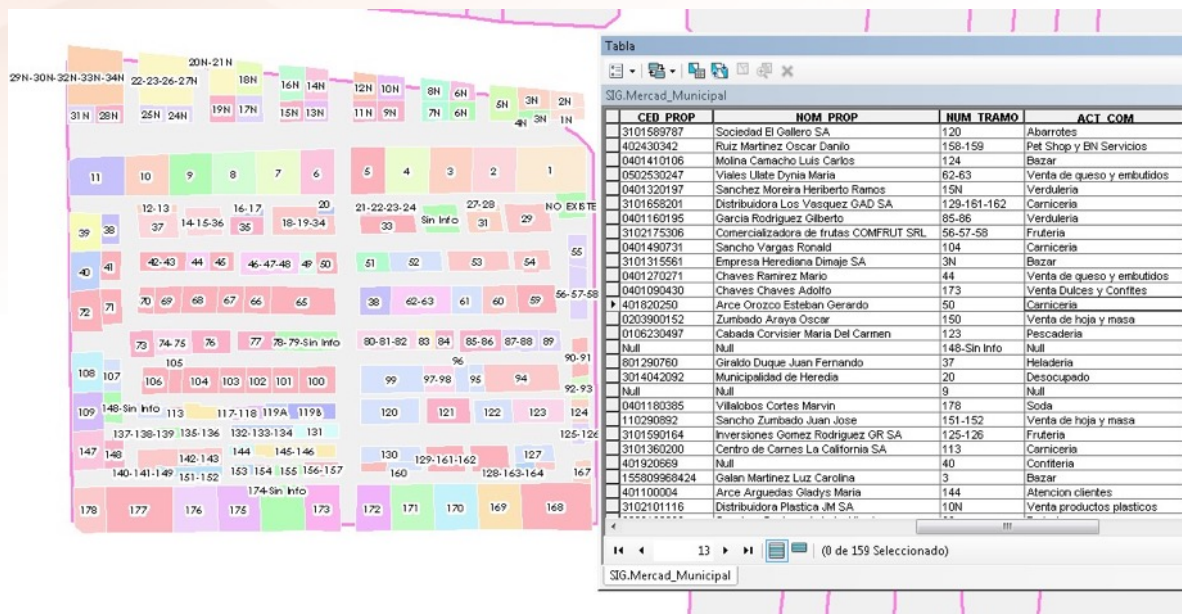 20N-21N
29N-30N-32N-33N-34N 22-23-26-27N 18N 16N 14N 12N 10N 8N 6N 5N 3N 2N
31N 28N 25N 24N 19N 17N 15N 13N 11N 9N 7N 6N 4N 3N 1N
11 10 9 8 7 6 5 4 3 2 1
12-13 16-17 20 21-22-23-24 27-28 NO EXISTE
39 38 37 14-15-36 35 18-19-34 33 Sin Info 31 29
40 41 42-43 44 45 46-47-48 49 50 51 52 53 54 55
72 71 70 69 68 67 66 65 38 62-63 61 60 59 56-57-58
73 74-75 76 77 78-79-Sin Info 80-81-82 83 84 85-86 87-88 89
105 96 90-91
108 107 106 104 103 102 101 100 99 97-98 95 94 92-93
109 148-Sin Info 113 117-118 119A 119B 120 121 122 123 124
137-138-139 135-136 132-133-134 131 125-126
147 148 142-143 144 145-146 130 129-161-162 127
140-141-149 151-152 153 154 155 156-157 160 128-163-164 167
174-Sin Info
178 177 176 175 173 172 171 170 169 168
Tabla
SIG.Mercad_Municipal
CED_PROP NOM_PROP NUM_TRAMO ACT_COM
3101589787 Sociedad El Gallero SA 120 Abarrotes
402430342 Ruiz Martinez Oscar Danilo 158-159 Pet Shop y BN Servicios
0401410106 Molina Camacho Luis Carlos 124 Bazar
0502530247 Viales Ulate Dynia Maria 62-63 Venta de queso y embutidos
0401320197 Sanchez Moreira Heriberto Ramos 15N Verduleria
3101658201 Distribuidora Los Vasquez GAD SA 129-161-162 Carniceria
0401160195 Garcia Rodriguez Gilberto 85-86 Verduleria
3102175306 Comercializadora de frutas COMFRUT SRL 56-57-58 Fruteria
0401490731 Sancho Vargas Ronald 104 Carniceria
3101315561 Empresa Herediana Dimaje SA 3N Bazar
0401270271 Chaves Ramirez Mario 44 Venta de queso y embutidos
0401090430 Chaves Chaves Adolfo 173 Venta Dulces y Confites
401820250 Arce Orozco Esteban Gerardo 50 Carniceria
0203900152 Zumbado Araya Oscar 150 Venta de hoja y masa
0106230497 Cabada Corvisier Maria Del Carmen 123 Pescaderia
Null Null 148-Sin Info Null
801290760 Giraldo Duque Juan Fernando 37 Heladeria
3014042092 Municipalidad de Heredia 20 Desocupado
Null Null 9 Null
0401180385 Villalobos Cortes Marvin 178 Soda
110290892 Sancho Zumbado Juan Jose 151-152 Venta de hoja y masa
3101590164 Inversiones Gomez Rodriguez GR SA 125-126 Fruteria
3101360200 Centro de Carnes La California SA 113 Carniceria
401920669 Null 40 Confiteria
155809968424 Galan Martinez Luz Carolina 3 Bazar
401100004 Arce Arguedas Gladys Maria 144 Atencion clientes
3102101116 Distribuidora Plastica JM SA 10N Venta productos plasticos
13 (0 de 159 Seleccionado)
SIG.Mercad_Municipal